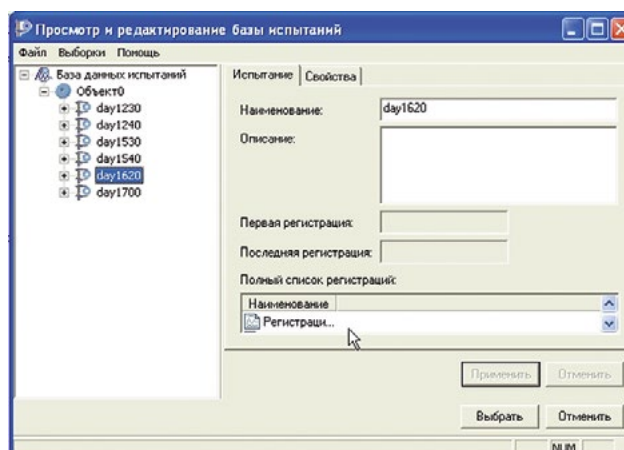 Просмотр и редактирование базы испытаний
Файл Выборки Помощь
База данных испытаний
Объект0
day1230
day1240
day1530
day1540
day1620
day1700
Испытание Свойства
Наименование: day1620
Описание:
Первая регистрация:
Последняя регистрация:
Полный список регистраций:
Наименование
Регистраци...
Применить Отменить
Выбрать Отменить
NUM